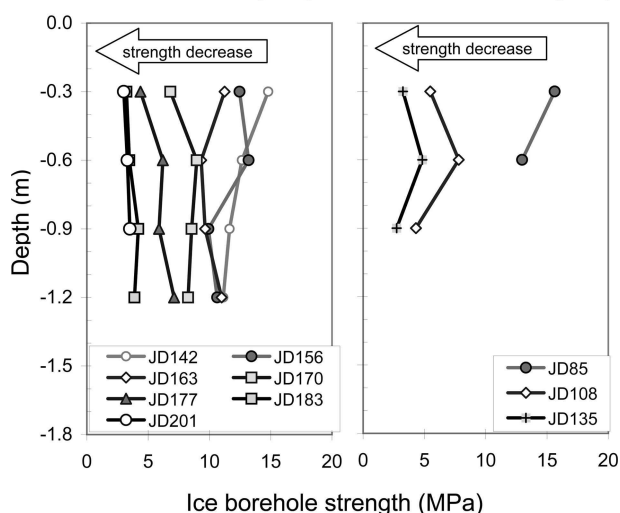 0.0
-0.3
-0.6
-0.9
-1.2
-1.5
-1.8
Depth (m)
strength decrease
JD142 JD156
JD163 JD170
JD177 JD183
JD201
0 5 10 15 20
strength decrease
JD85
JD108
JD135
0 5 10 15 20
Ice borehole strength (MPa)